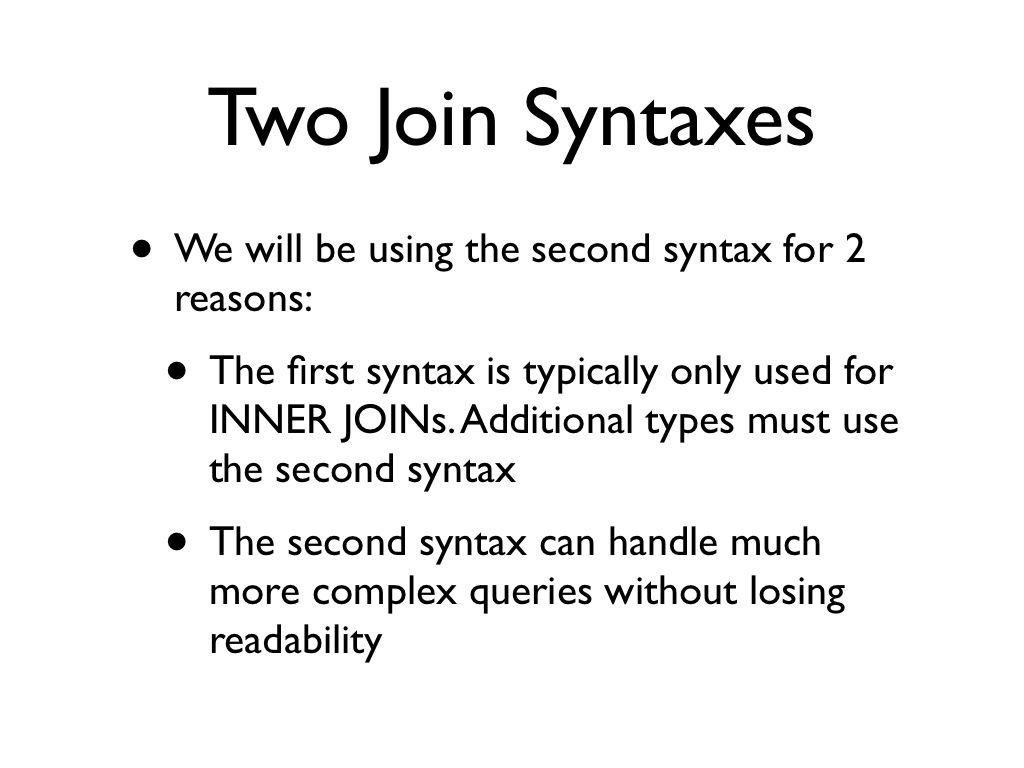 Two Join Syntaxes
• We will be using the second syntax for 2
reasons:
• The first syntax is typically only used for
INNER JOINs. Additional types must use
the second syntax
• The second syntax can handle much
more complex queries without losing
readability